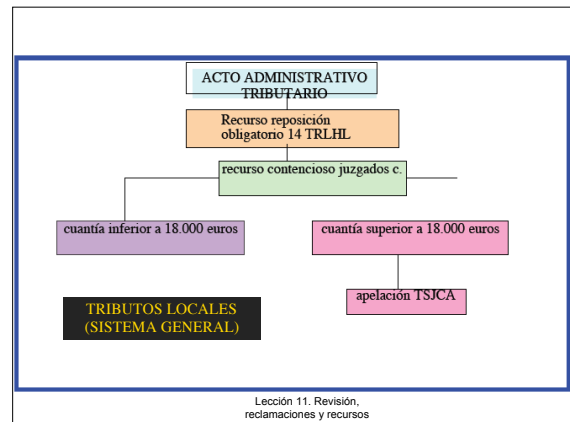 ACTO ADMINISTRATIVO
TRIBUTARIO
Recurso reposición
obligatorio 14 TRLHL
recurso contencioso juzgados c.
cuantía inferior a 18.000 euros
cuantía superior a 18.000 euros
apelación TSJCA
TRIBUTOS LOCALES
(SISTEMA GENERAL)
Lección 11. Revisión,
reclamaciones y recursos